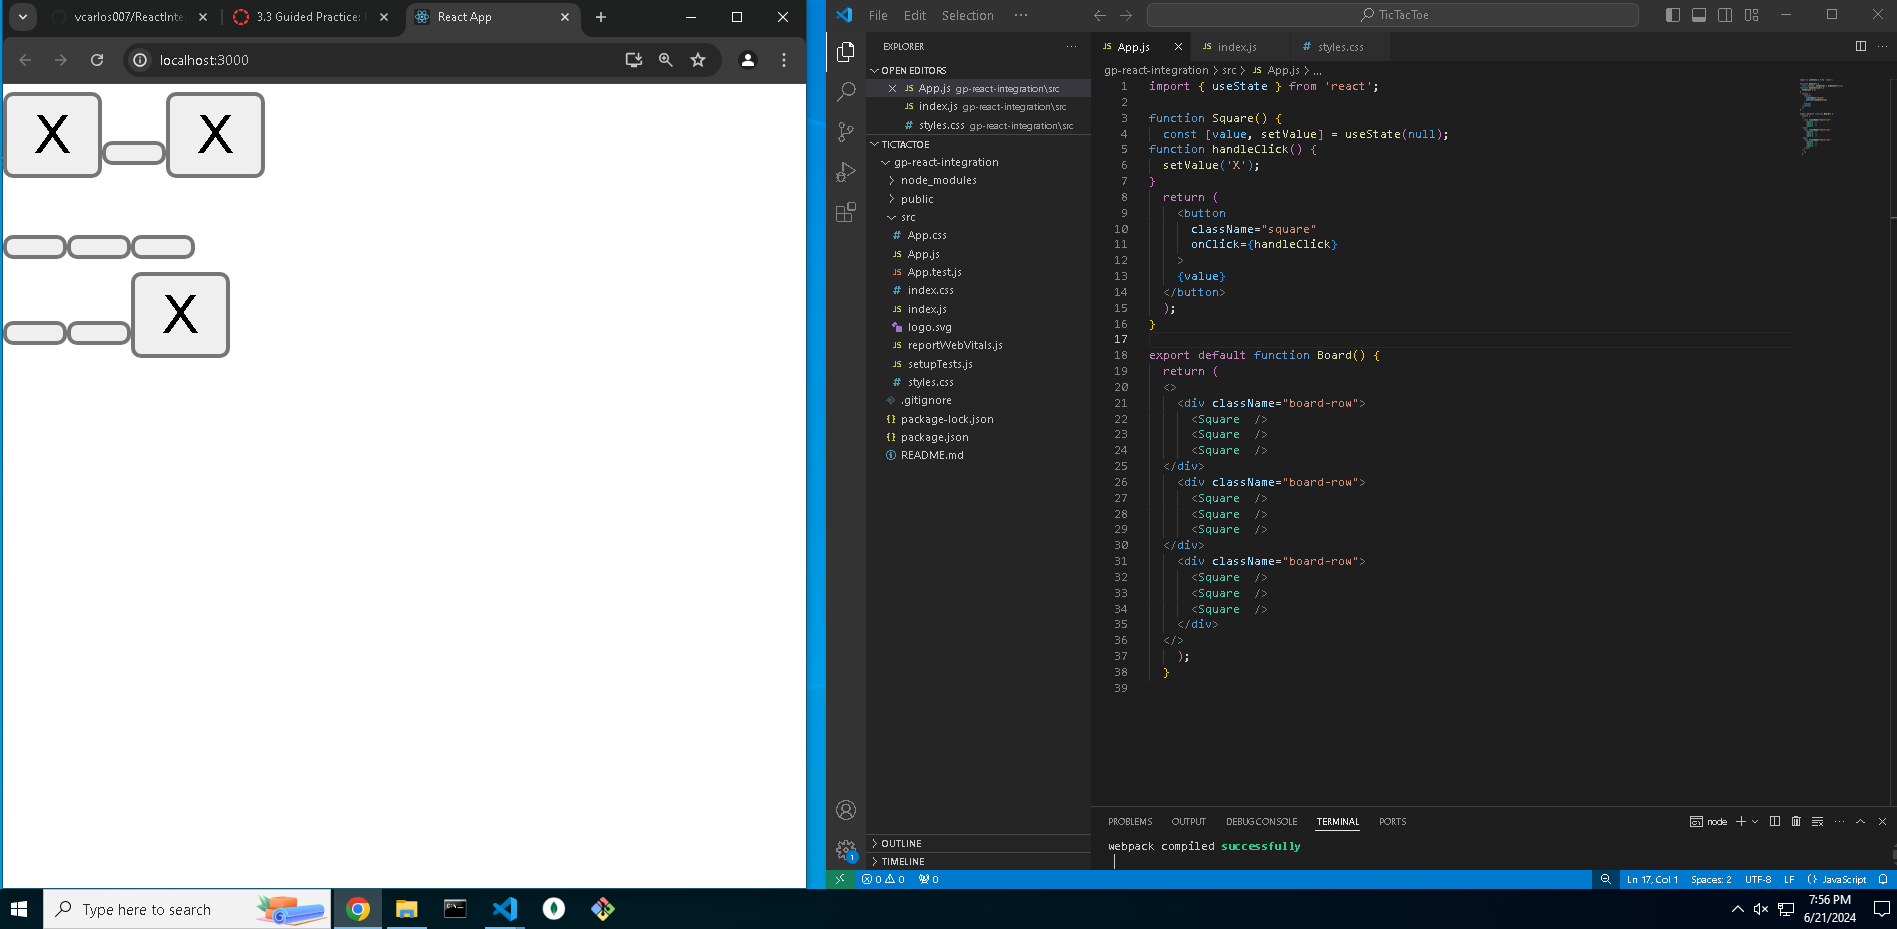 vcarlos007/ReactInte
3.3 Guided Practice:
React App
localhost:3000
X
X
X
File Edit Selection ···
TicTacToe
EXPLORER
OPEN EDITORS
App.js gp-react-integration\src
index.js gp-react-integration\src
styles.css gp-react-integration\src
TICTACTOE
gp-react-integration
node_modules
public
src
App.css
App.js
App.test.js
index.css
index.js
logo.svg
reportWebVitals.js
setupTests.js
styles.css
.gitignore
package-lock.json
package.json
README.md
OUTLINE
TIMELINE
App.js
index.js
styles.css
gp-react-integration > src > JS App.js > ...
1 import { useState } from 'react';
2
3 function Square() {
4 const [value, setValue] = useState(null);
5 function handleClick() {
6 setValue('X');
7 }
8 return (
9 <button
10 className="square"
11 onClick={handleClick}
12 >
13 {value}
14 </button>
15 );
16 }
17
18 export default function Board() {
19 return (
20 <>
21 <div className="board-row">
22 <Square />
23 <Square />
24 <Square />
25 </div>
26 <div className="board-row">
27 <Square />
28 <Square />
29 <Square />
30 </div>
31 <div className="board-row">
32 <Square />
33 <Square />
34 <Square />
35 </div>
36 </>
37 );
38 }
39
PROBLEMS OUTPUT DEBUG CONSOLE TERMINAL PORTS
node
webpack compiled successfully
1
0 0 0
Ln 17, Col 1 Spaces: 2 UTF-8 LF {} JavaScript
Type here to search
7:56 PM
6/21/2024